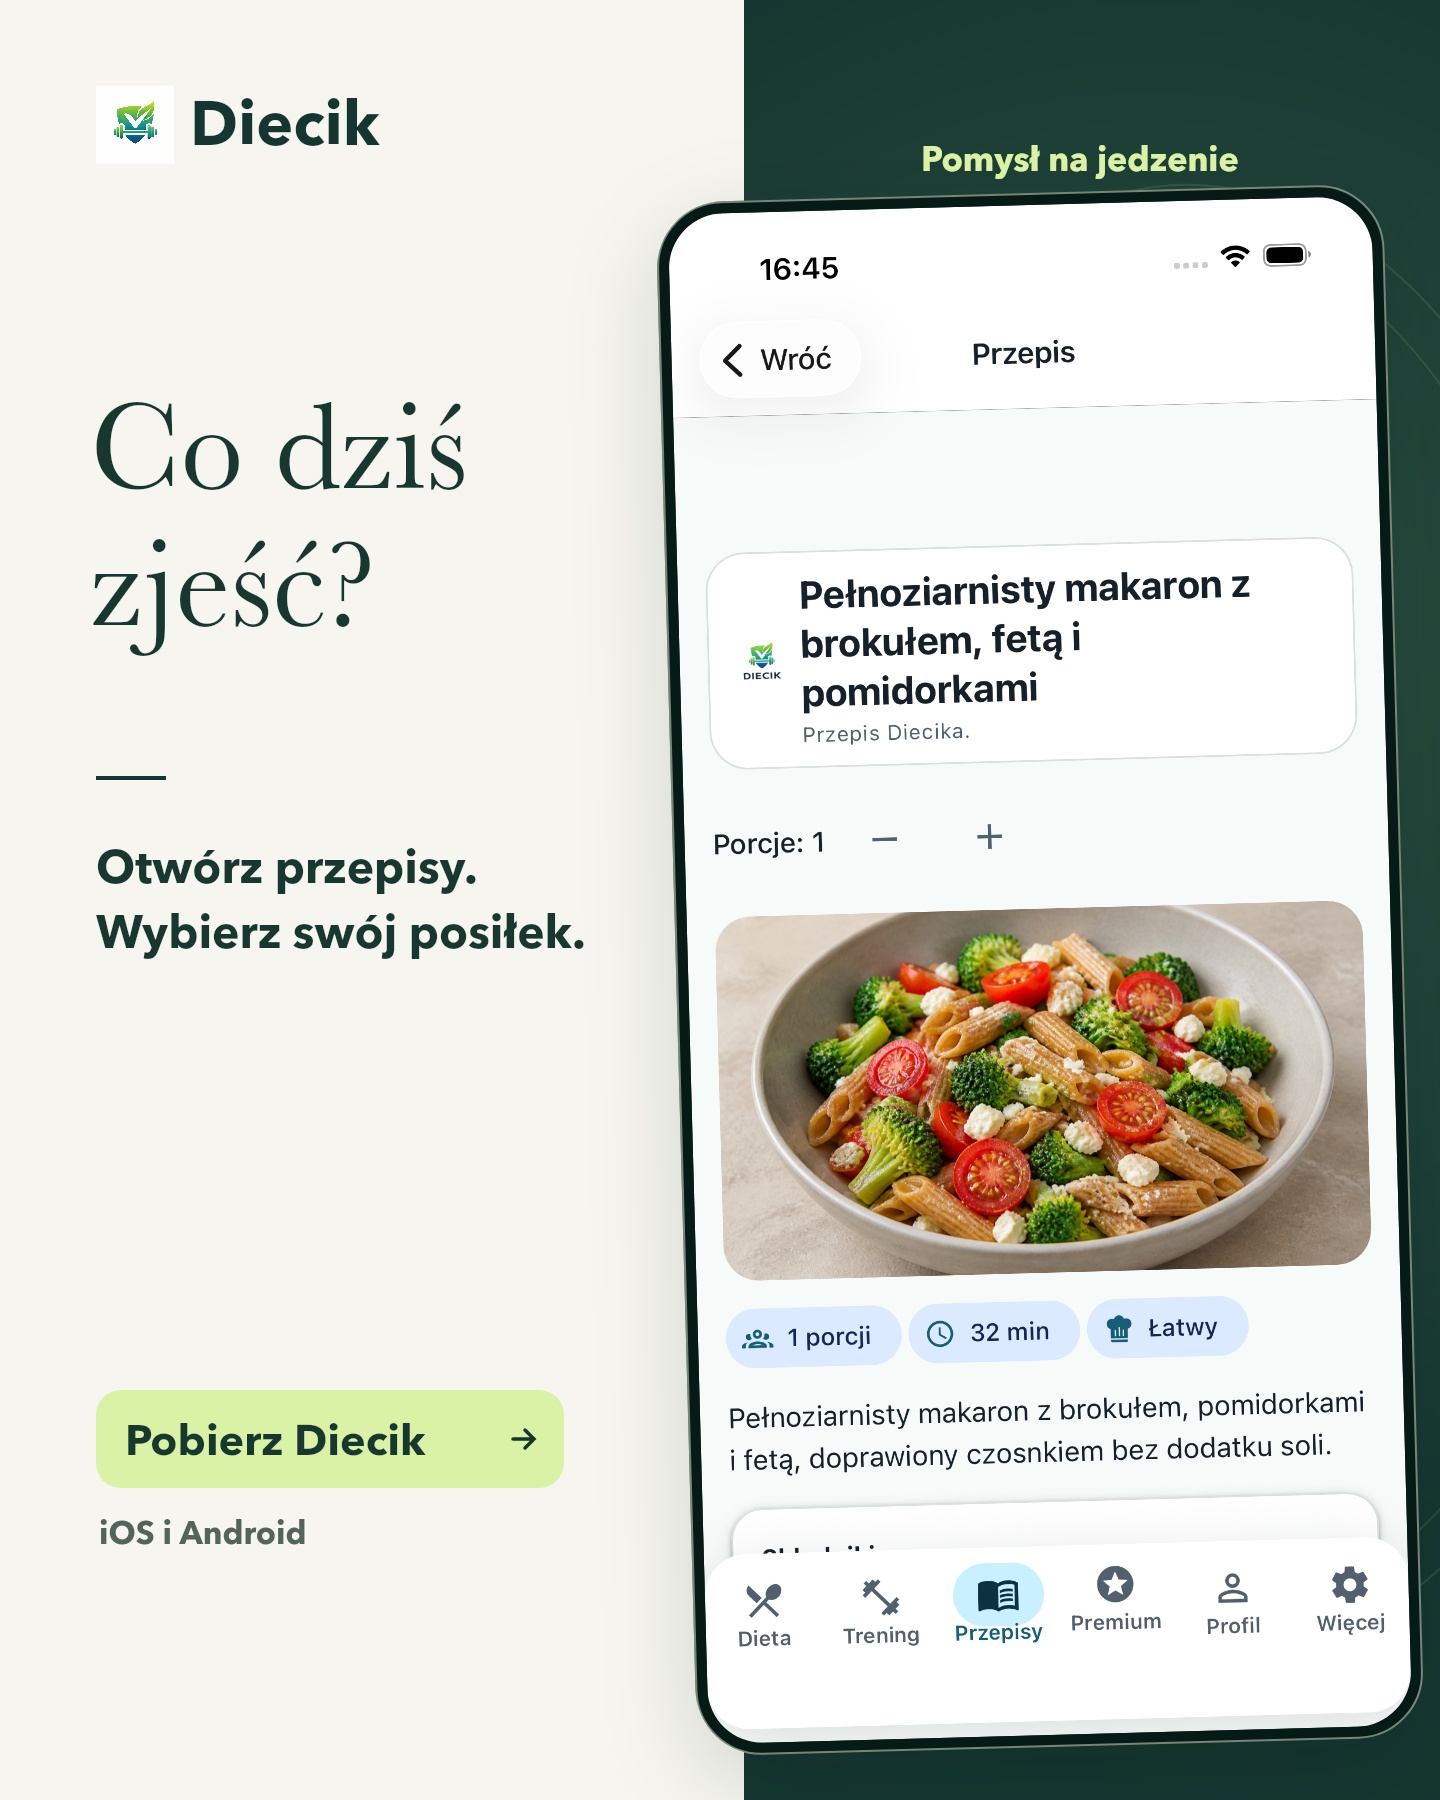 Diecik
Pomysł na jedzenie
Co dziś
zjeść?
Otwórz przepisy.
Wybierz swój posiłek.
Pobierz Diecik
iOS i Android
16:45
Wróć
Przepis
Pełnoziarnisty makaron z
brokułem, fetą i
pomidorkami
DIECIK
Przepis Diecika.
Porcje: 1
1 porcji
32 min
Łatwy
Pełnoziarnisty makaron z brokułem, pomidorkami
i fetą, doprawiony czosnkiem bez dodatku soli.
Dieta
Trening
Przepisy
Premium
Profil
Więcej